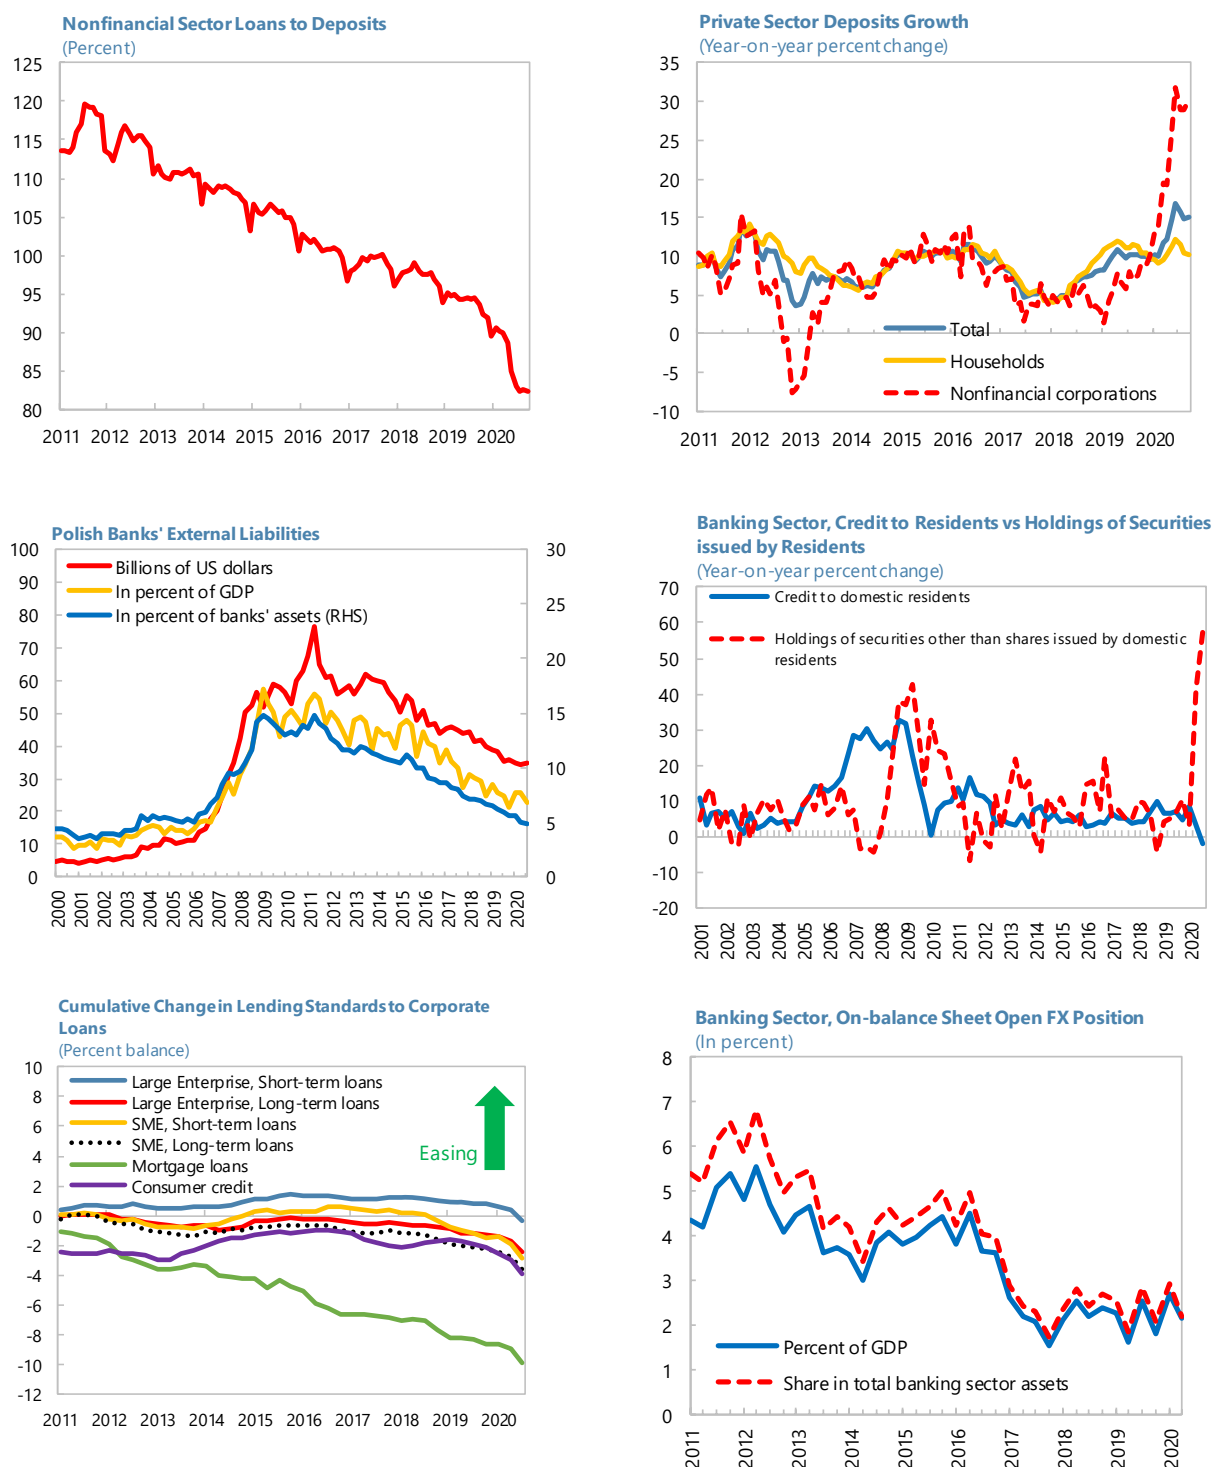 Nonfinancial Sector Loans to Deposits
(Percent)
125
120
115
110
105
100
95
90
85
80
2011 2012 2013 2014 2015 2016 2017 2018 2019 2020
Private Sector Deposits Growth
(Year-on-year percent change)
35
30
25
20
15
10
5
0
-5
-10
Total
Households
Nonfinancial corporations
2011 2012 2013 2014 2015 2016 2017 2018 2019 2020
Polish Banks' External Liabilities
100
90
80
70
60
50
40
30
20
10
0
30
25
20
15
10
5
0
Billions of US dollars
In percent of GDP
In percent of banks' assets (RHS)
2000 2001 2002 2003 2004 2005 2006 2007 2008 2009 2010 2011 2012 2013 2014 2015 2016 2017 2018 2019 2020
Banking Sector, Credit to Residents vs Holdings of Securities
issued by Residents
(Year-on-year percent change)
70
60
50
40
30
20
10
0
-10
-20
Credit to domestic residents
Holdings of securities other than shares issued by domestic
residents
2001 2002 2003 2004 2005 2006 2007 2008 2009 2010 2011 2012 2013 2014 2015 2016 2017 2018 2019 2020
Cumulative Change in Lending Standards to Corporate
Loans
(Percent balance)
10
8
6
4
2
0
-2
-4
-6
-8
-10
-12
Large Enterprise, Short-term loans
Large Enterprise, Long-term loans
SME, Short-term loans
SME, Long-term loans
Mortgage loans
Consumer credit
Easing
2011 2012 2013 2014 2015 2016 2017 2018 2019 2020
Banking Sector, On-balance Sheet Open FX Position
(In percent)
8
7
6
5
4
3
2
1
0
Percent of GDP
Share in total banking sector assets
2011 2012 2013 2014 2015 2016 2017 2018 2019 2020